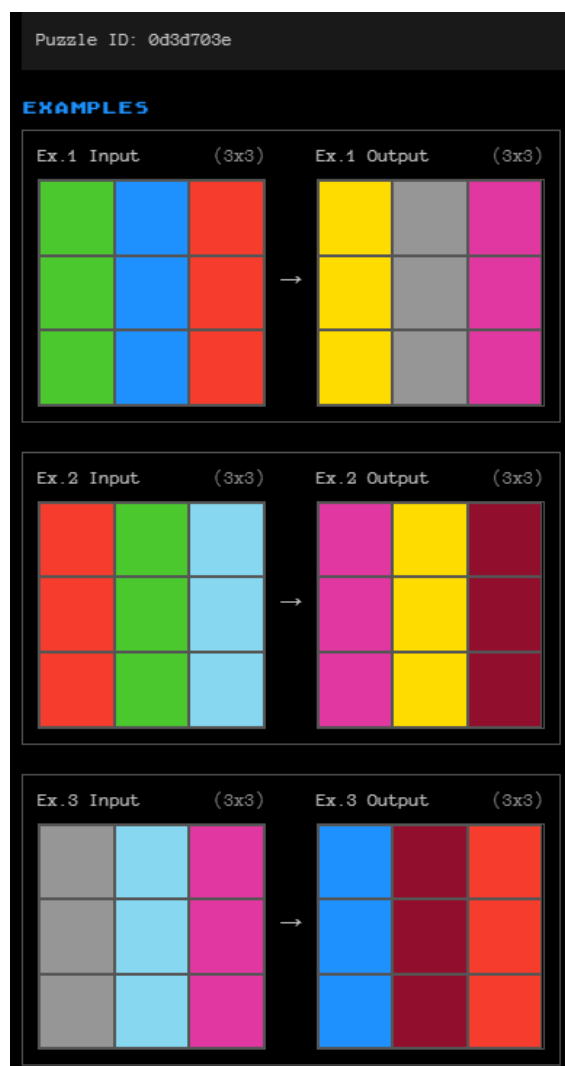 Puzzle ID: 0d3d703e
EXAMPLES
Ex.1 Input (3x3) Ex.1 Output (3x3)
→
Ex.2 Input (3x3) Ex.2 Output (3x3)
→
Ex.3 Input (3x3) Ex.3 Output (3x3)
→